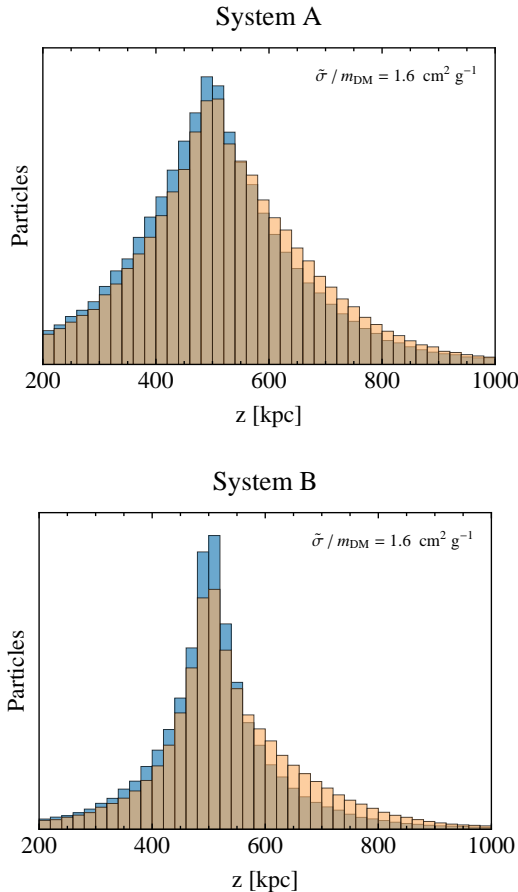 System A
σ̃ / m_DM = 1.6 cm² g⁻¹
Particles
200 400 600 800 1000
z [kpc]
System B
σ̃ / m_DM = 1.6 cm² g⁻¹
Particles
200 400 600 800 1000
z [kpc]